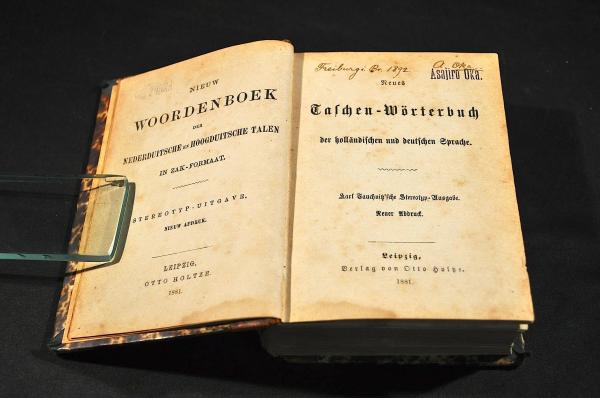 NIEUW
WOORDENBOEK
DER
NEDERDUITSCHE EN HOOGDUITSCHE TALEN
IN ZAK-FORMAAT.
STEREOTYP-UITGAVE.
NIEUW AFDRUK.
LEIPZIG,
OTTO HOLTZE.
1881.
Freiburg i. Br. 1892
A. Oka
Asajiro Oka.
Neues
Taſchen-Wörterbuch
der holländiſchen und deutſchen Sprache.
Karl Tauchnitz'ſche Stereotyp-Ausgabe.
Neuer Abdruck.
Leipzig,
Verlag von Otto Holtze.
1881.